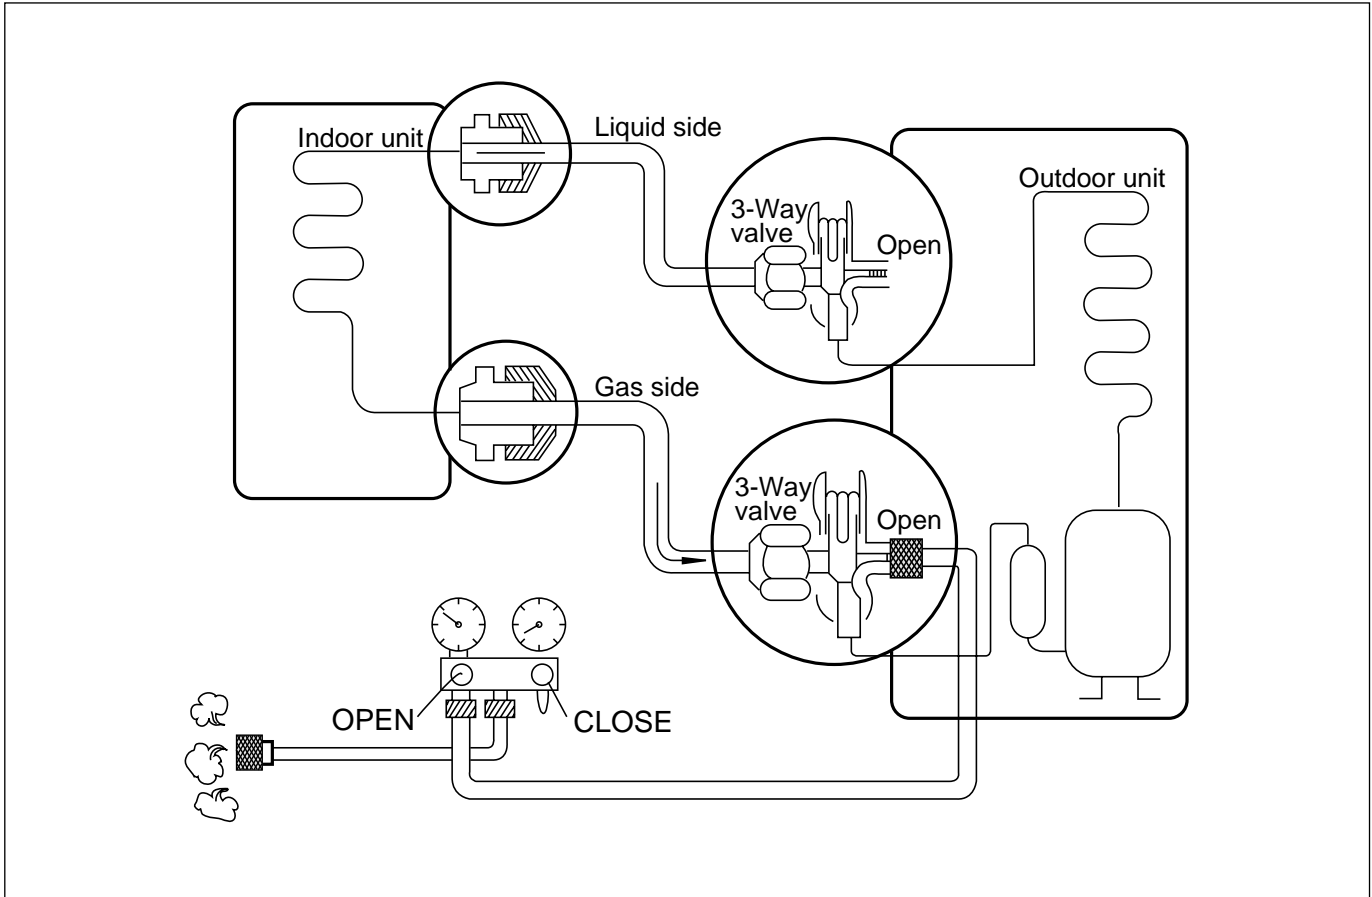 Indoor unit
Liquid side
3-Way
valve
Open
Outdoor unit
Gas side
3-Way
valve
Open
OPEN
CLOSE